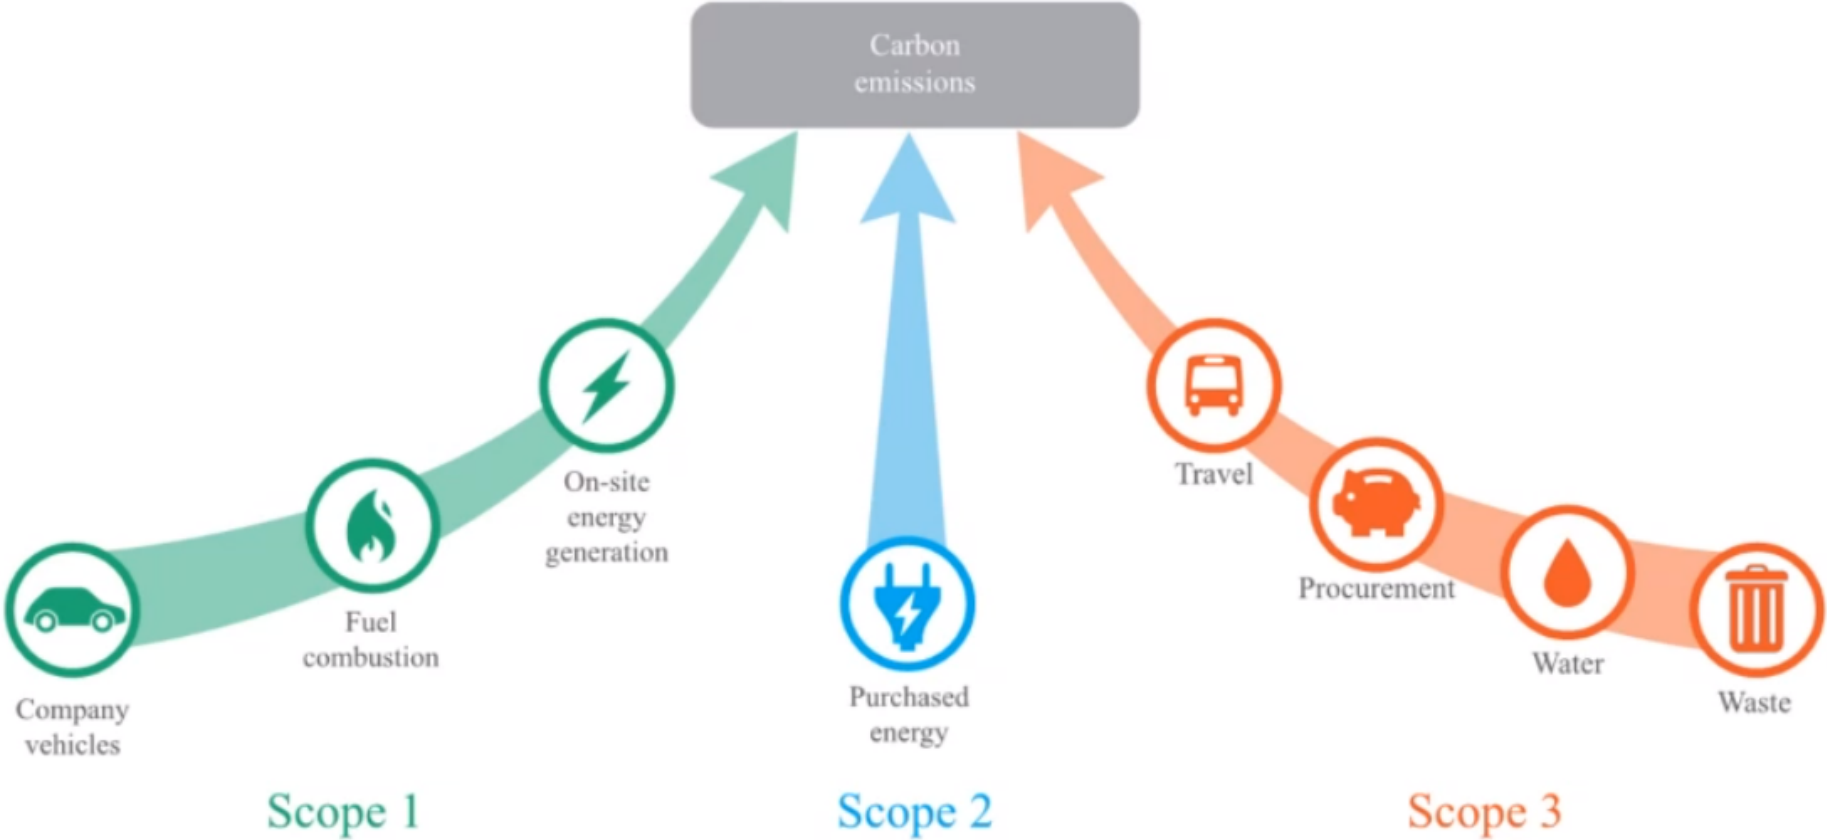 Carbon
emissions
On-site
energy
generation
Fuel
combustion
Company
vehicles
Purchased
energy
Travel
Procurement
Water
Waste
Scope 1
Scope 2
Scope 3